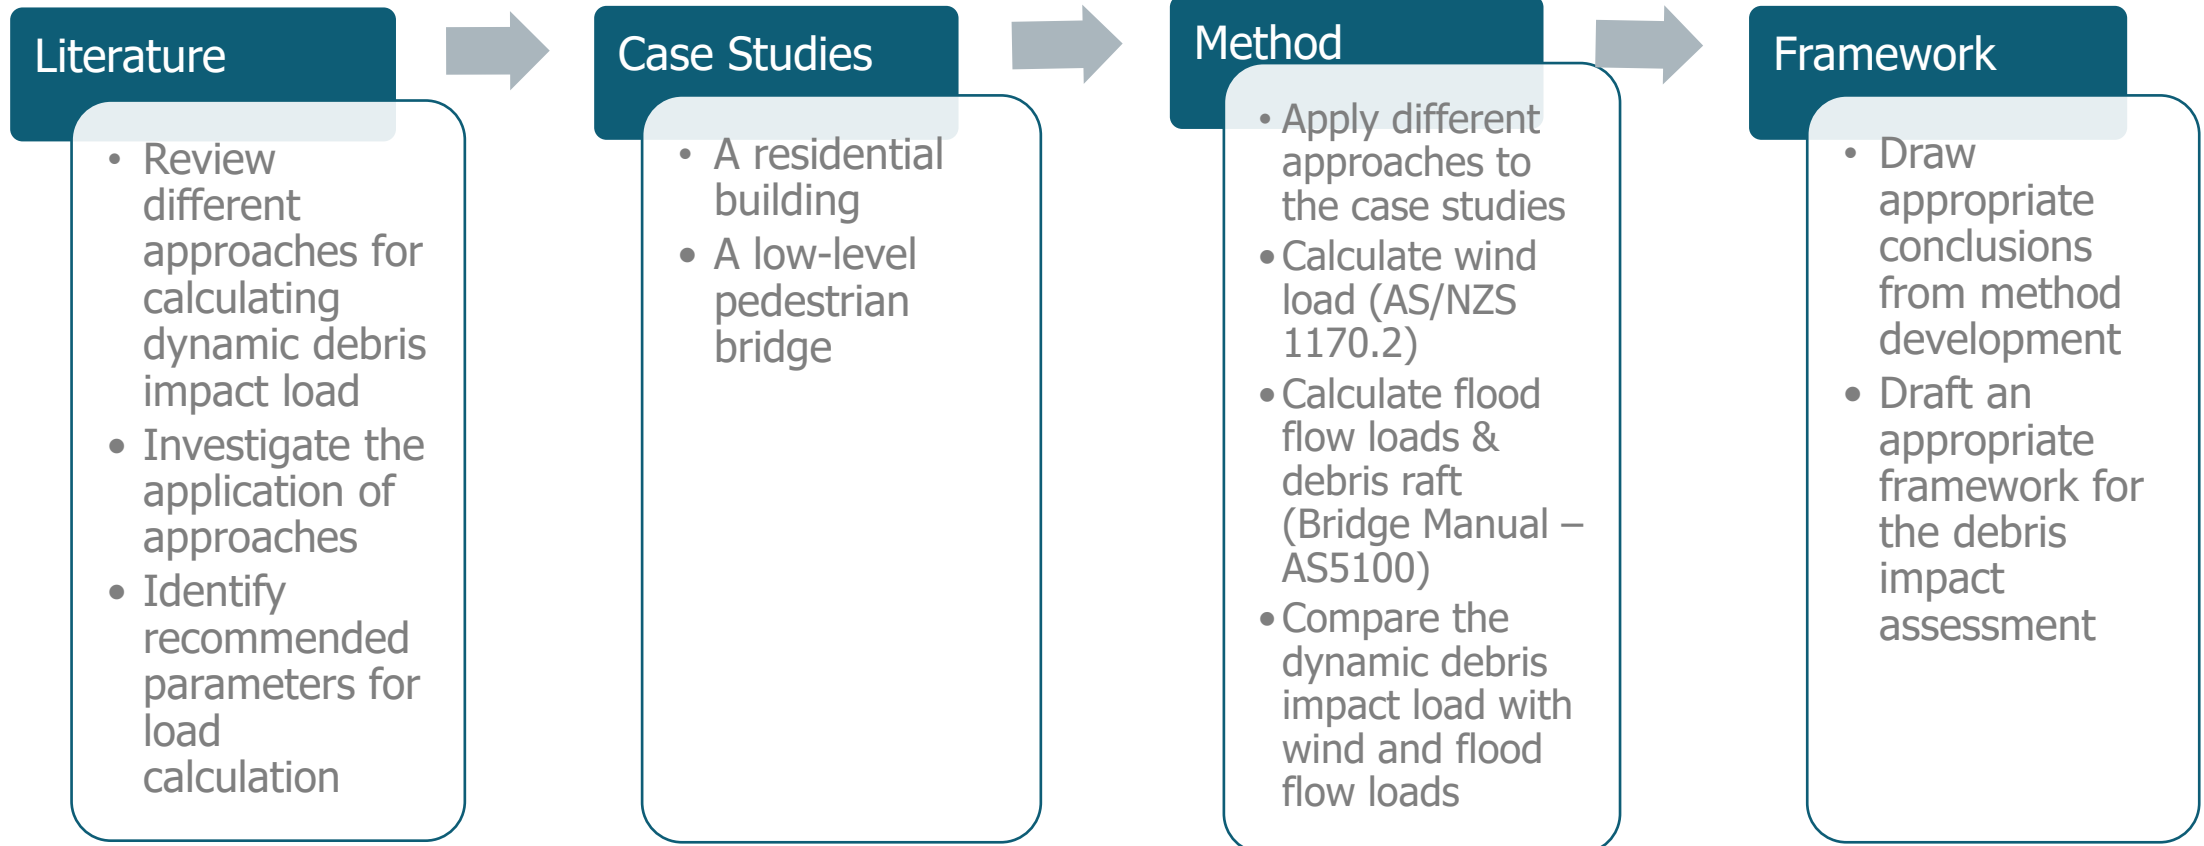 Literature
• Review
different
approaches for
calculating
dynamic debris
impact load
• Investigate the
application of
approaches
• Identify
recommended
parameters for
load
calculation
Case Studies
• A residential
building
• A low-level
pedestrian
bridge
Method
• Apply different
approaches to
the case studies
• Calculate wind
load (AS/NZS
1170.2)
• Calculate flood
flow loads &
debris raft
(Bridge Manual –
AS5100)
• Compare the
dynamic debris
impact load with
wind and flood
flow loads
Framework
• Draw
appropriate
conclusions
from method
development
• Draft an
appropriate
framework for
the debris
impact
assessment